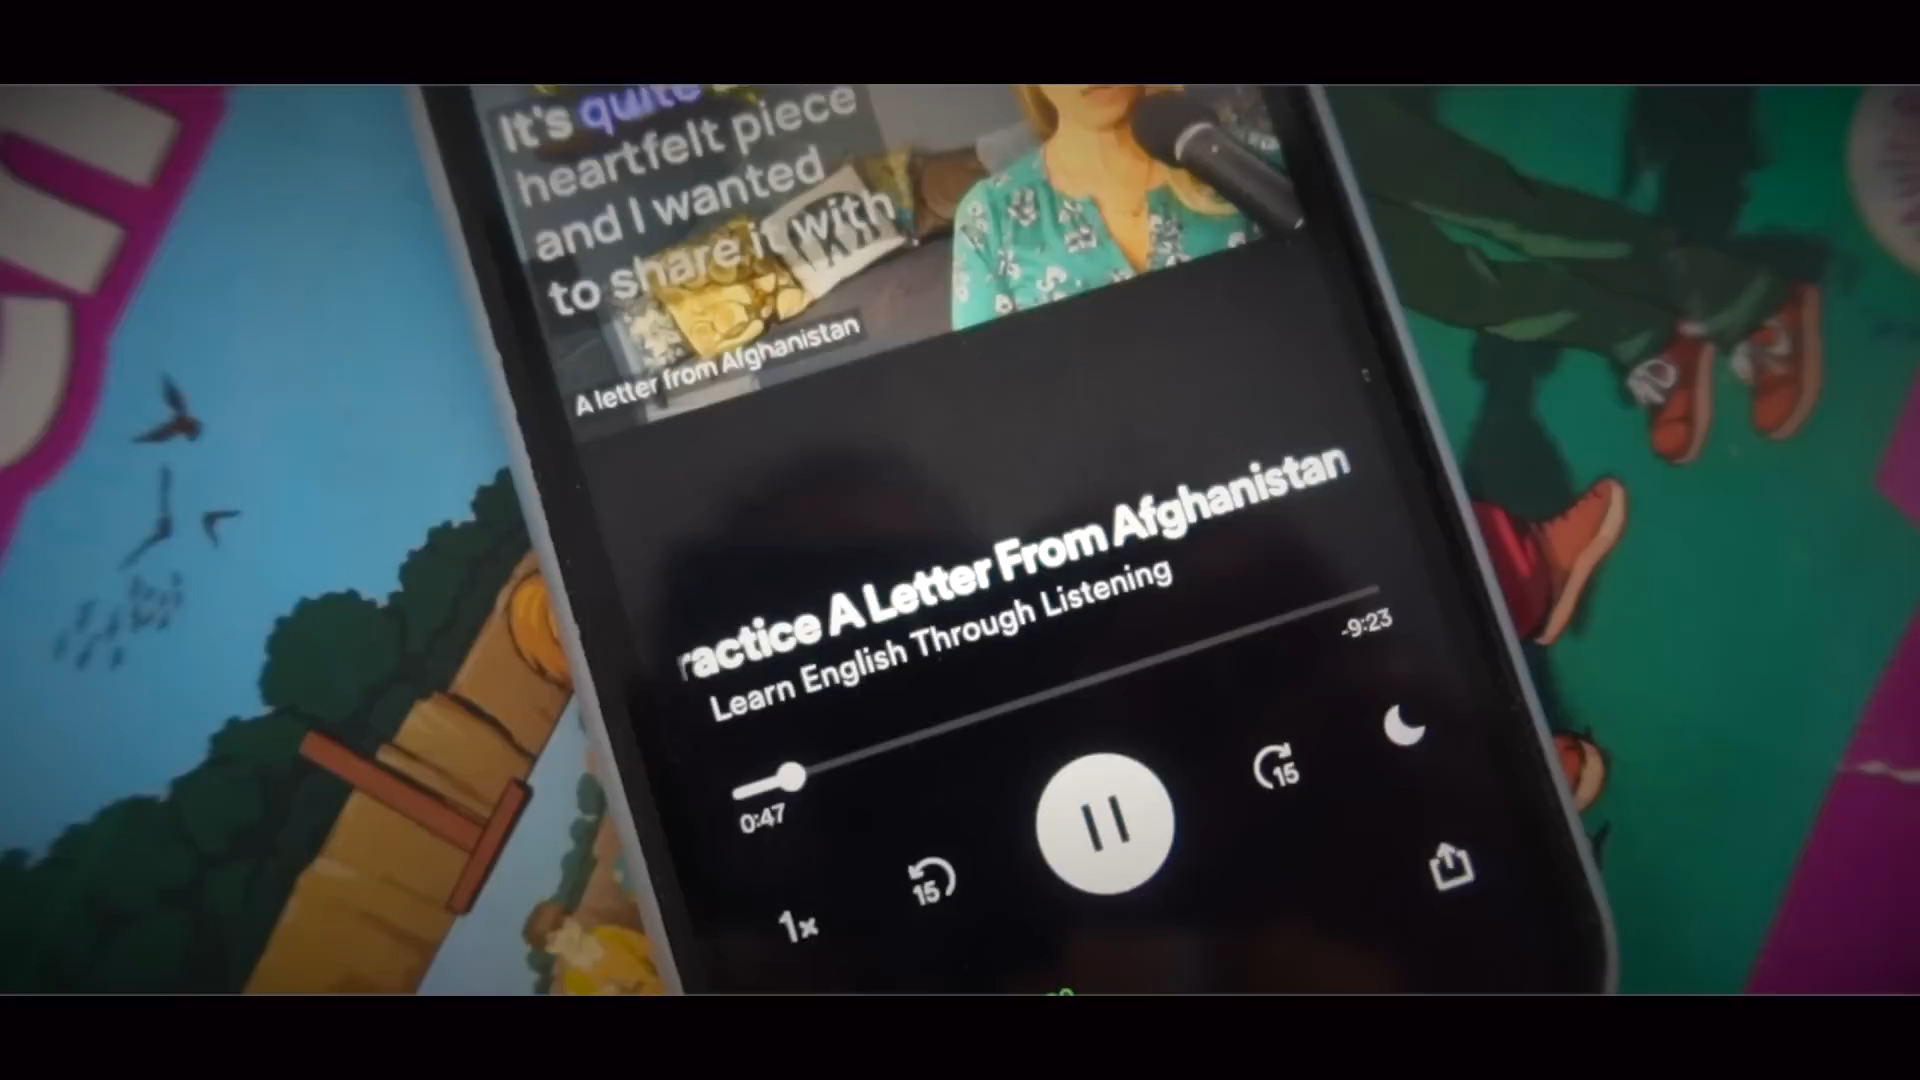 It's quite
heartfelt piece
and I wanted
to share it with
A letter from Afghanistan
ractice A Letter From Afghanistan
Learn English Through Listening
-9:23
0:47
15
15
1x